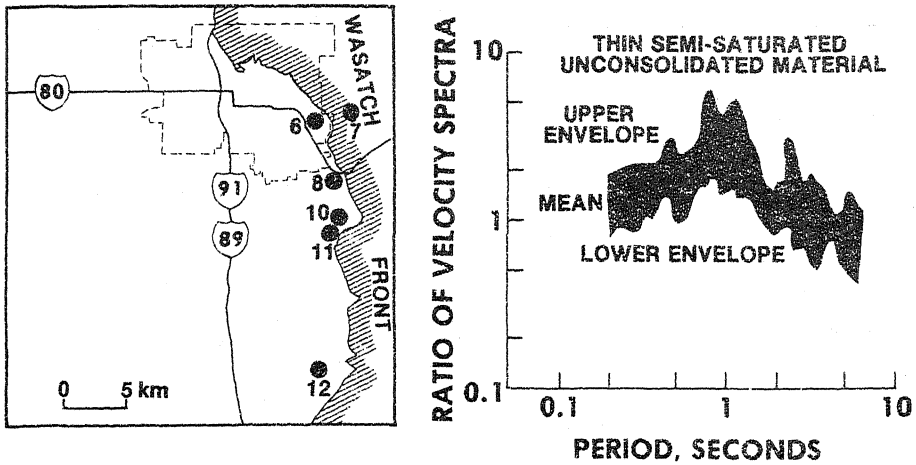 WASATCH
FRONT
80
91
89
6
7
8
10
11
12
0 5 km
RATIO OF VELOCITY SPECTRA
10
1
0.1
THIN SEMI-SATURATED
UNCONSOLIDATED MATERIAL
UPPER
ENVELOPE
MEAN
LOWER ENVELOPE
0.1 1 10
PERIOD, SECONDS